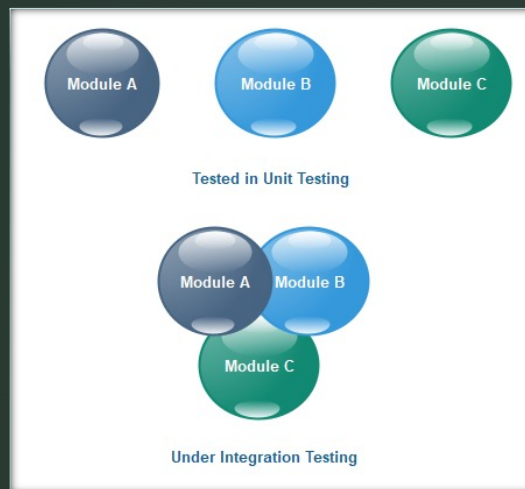 Module A
Module B
Module C
Tested in Unit Testing
Module A
Module B
Module C
Under Integration Testing